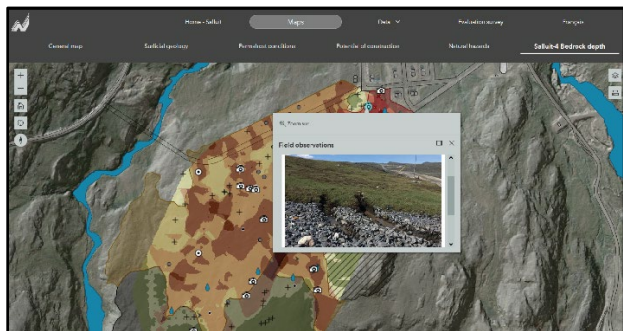 Home - Salluit
Maps
Data
Evaluation survey
Français
General map
Surficial geology
Permafrost conditions
Potential of construction
Natural hazards
Salluit-4 Bedrock depth
Field observations